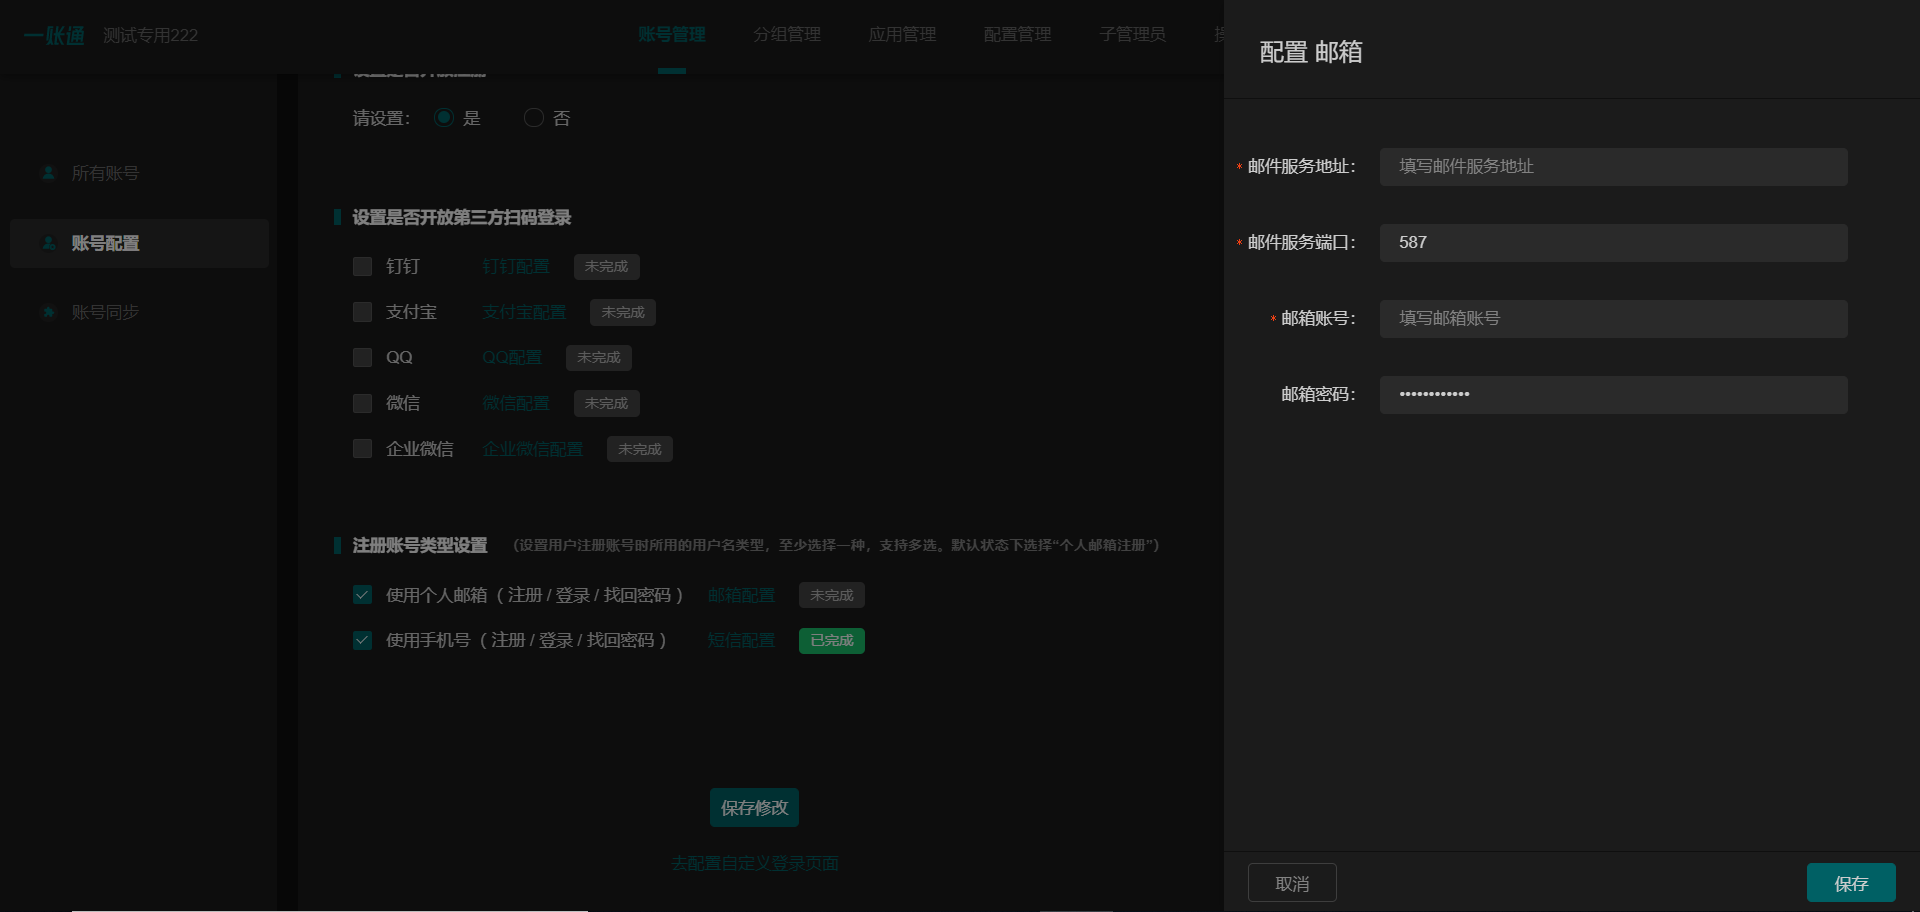 一账通 测试专用222
账号管理 分组管理 应用管理 配置管理 子管理员
所有账号
账号配置
账号同步
请设置： 是 否
设置是否开放第三方扫码登录
钉钉 钉钉配置 未完成
支付宝 支付宝配置 未完成
QQ QQ配置 未完成
微信 微信配置 未完成
企业微信 企业微信配置 未完成
注册账号类型设置 （设置用户注册账号时所用的用户名类型，至少选择一种，支持多选。默认状态下选择“个人邮箱注册”）
使用个人邮箱（ 注册 / 登录 / 找回密码 ） 邮箱配置 未完成
使用手机号（ 注册 / 登录 / 找回密码 ） 短信配置 已完成
保存修改
去配置自定义登录页面
配置 邮箱
* 邮件服务地址： 填写邮件服务地址
* 邮件服务端口： 587
* 邮箱账号： 填写邮箱账号
邮箱密码： ••••••••••••
取消 保存